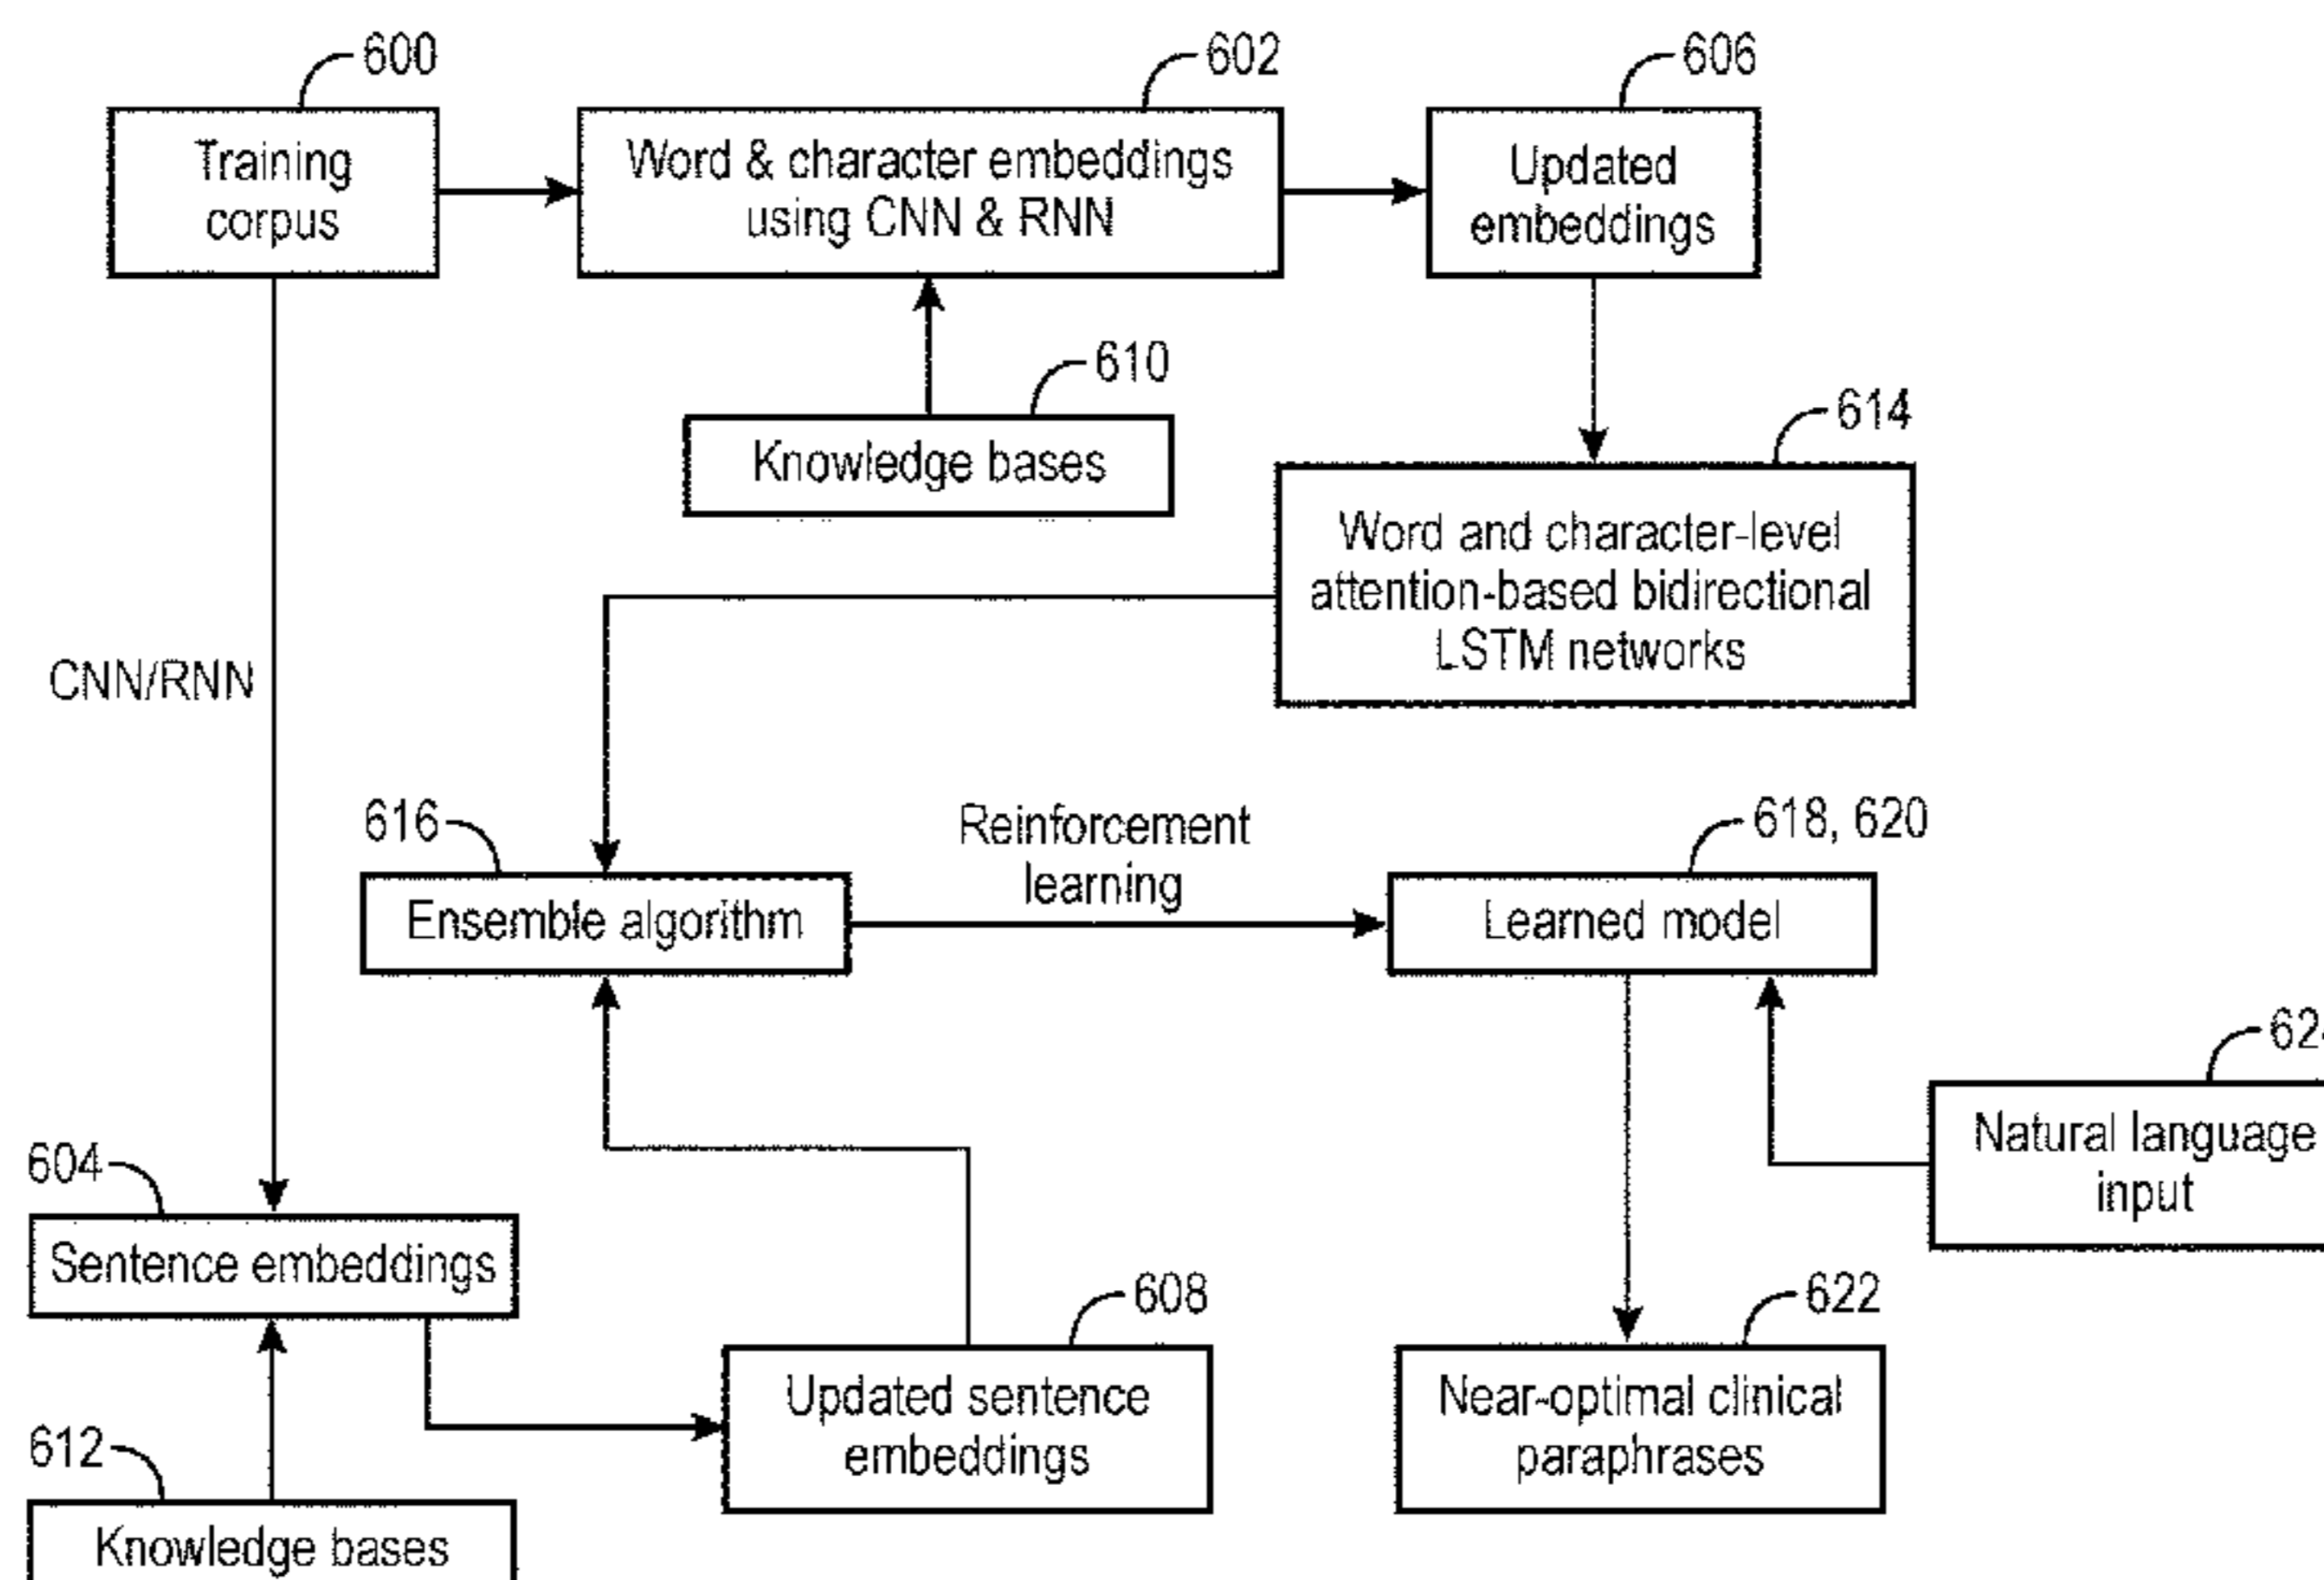 600
602
606
Training
corpus
Word & character embeddings
using CNN & RNN
Updated
embeddings
610
Knowledge bases
614
Word and character-level
attention-based bidirectional
LSTM networks
CNN/RNN
616
Ensemble algorithm
Reinforcement
learning
618, 620
Learned model
Natural language
input
604
Sentence embeddings
608
Updated sentence
embeddings
622
Near-optimal clinical
paraphrases
612
Knowledge bases